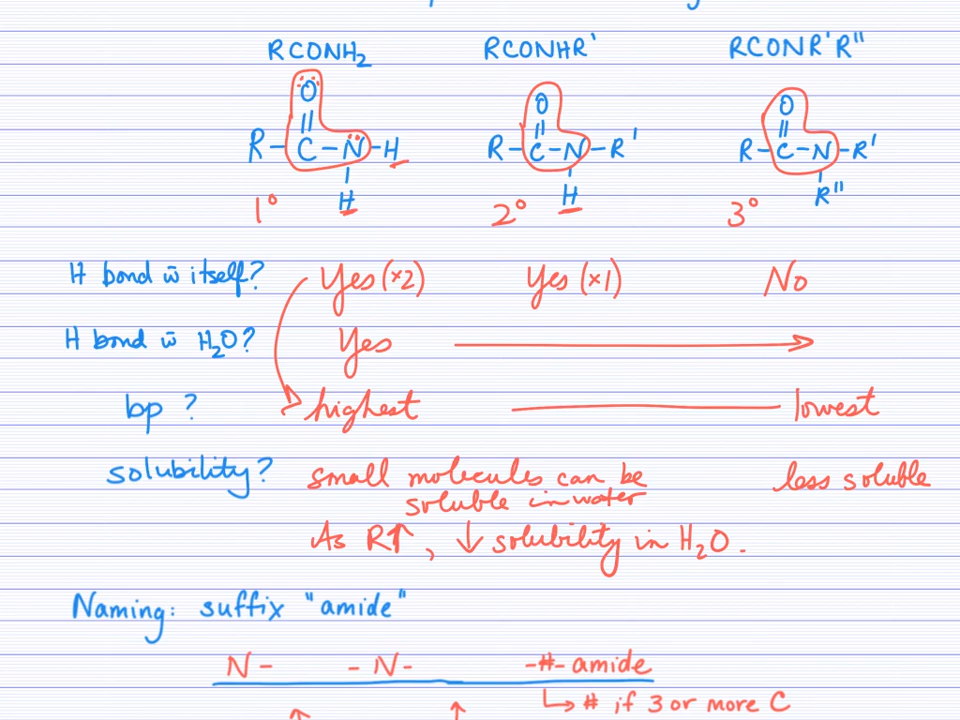 RCONH₂ RCONHR' RCONR'R"
O O O
R-C-N-H R-C-N-R' R-C-N-R'
H H R"
1° 2° 3°
H bond w̄ itself? Yes (×2) Yes (×1) No
H bond w̄ H₂O? Yes
bp? highest lowest
solubility? small molecules can be less soluble
soluble in water
As R↑, ↓ solubility in H₂O.
Naming: suffix "amide"
N- -N- -#-amide
↳ # if 3 or more C